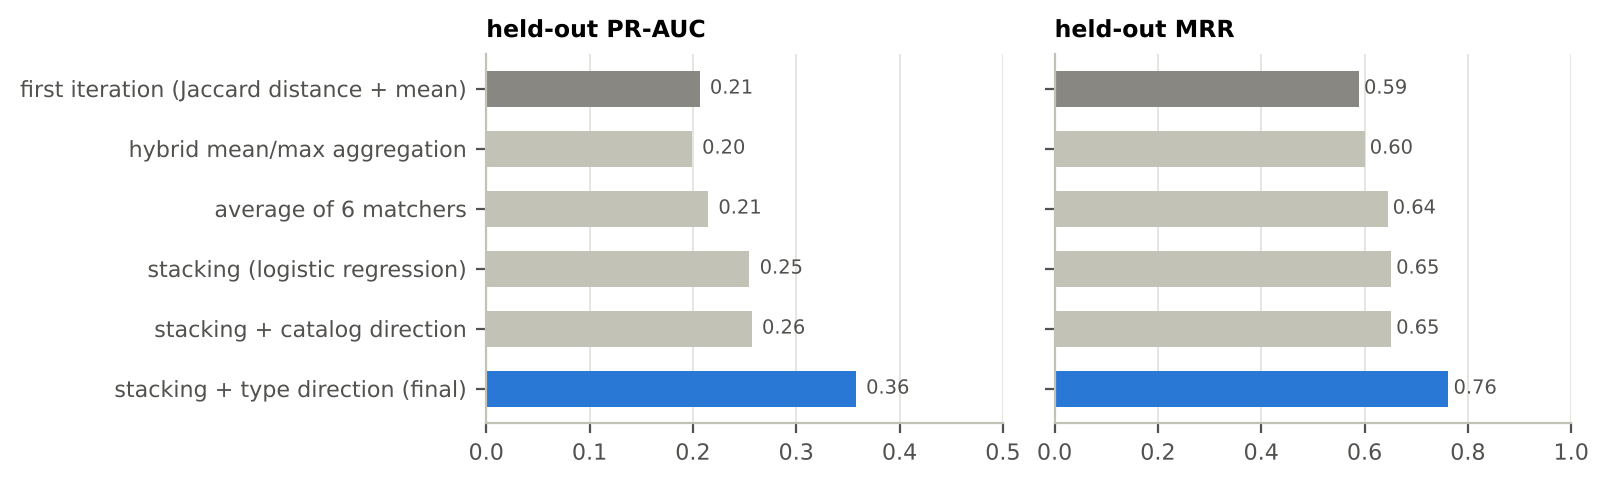 held-out PR-AUC
held-out MRR
first iteration (Jaccard distance + mean)
0.21
0.59
hybrid mean/max aggregation
0.20
0.60
average of 6 matchers
0.21
0.64
stacking (logistic regression)
0.25
0.65
stacking + catalog direction
0.26
0.65
stacking + type direction (final)
0.36
0.76
0.0 0.1 0.2 0.3 0.4 0.5
0.0 0.2 0.4 0.6 0.8 1.0